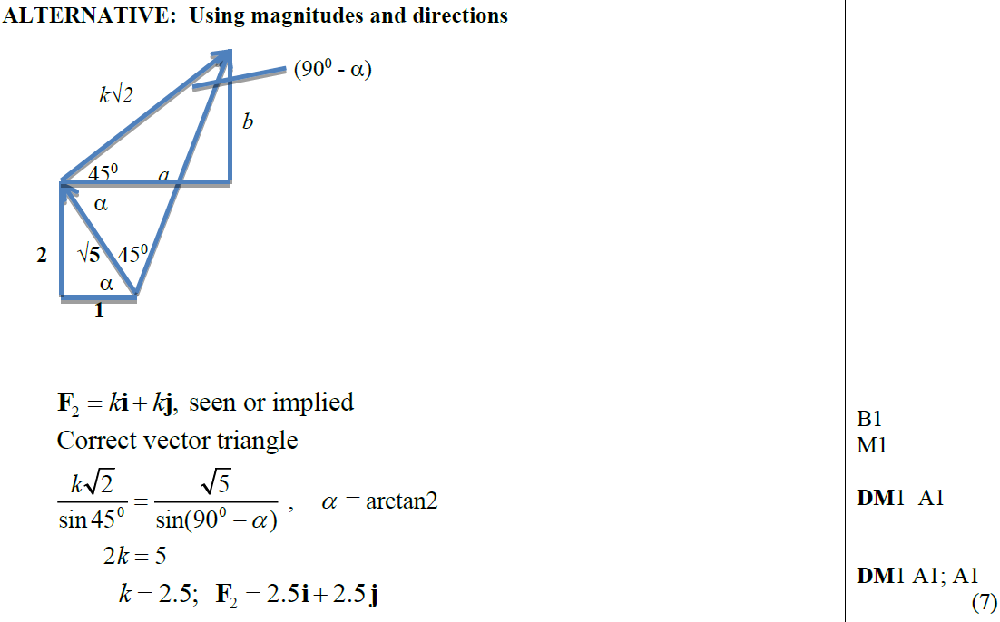 ALTERNATIVE: Using magnitudes and directions
(90⁰ - α)
k√2
b
45⁰
a
α
2
√5
45⁰
α
1
F₂ = ki + kj, seen or implied
B1
Correct vector triangle
M1
k√2 / sin 45⁰ = √5 / sin(90⁰ − α) , α = arctan2
DM1 A1
2k = 5
k = 2.5; F₂ = 2.5i + 2.5j
DM1 A1; A1
(7)